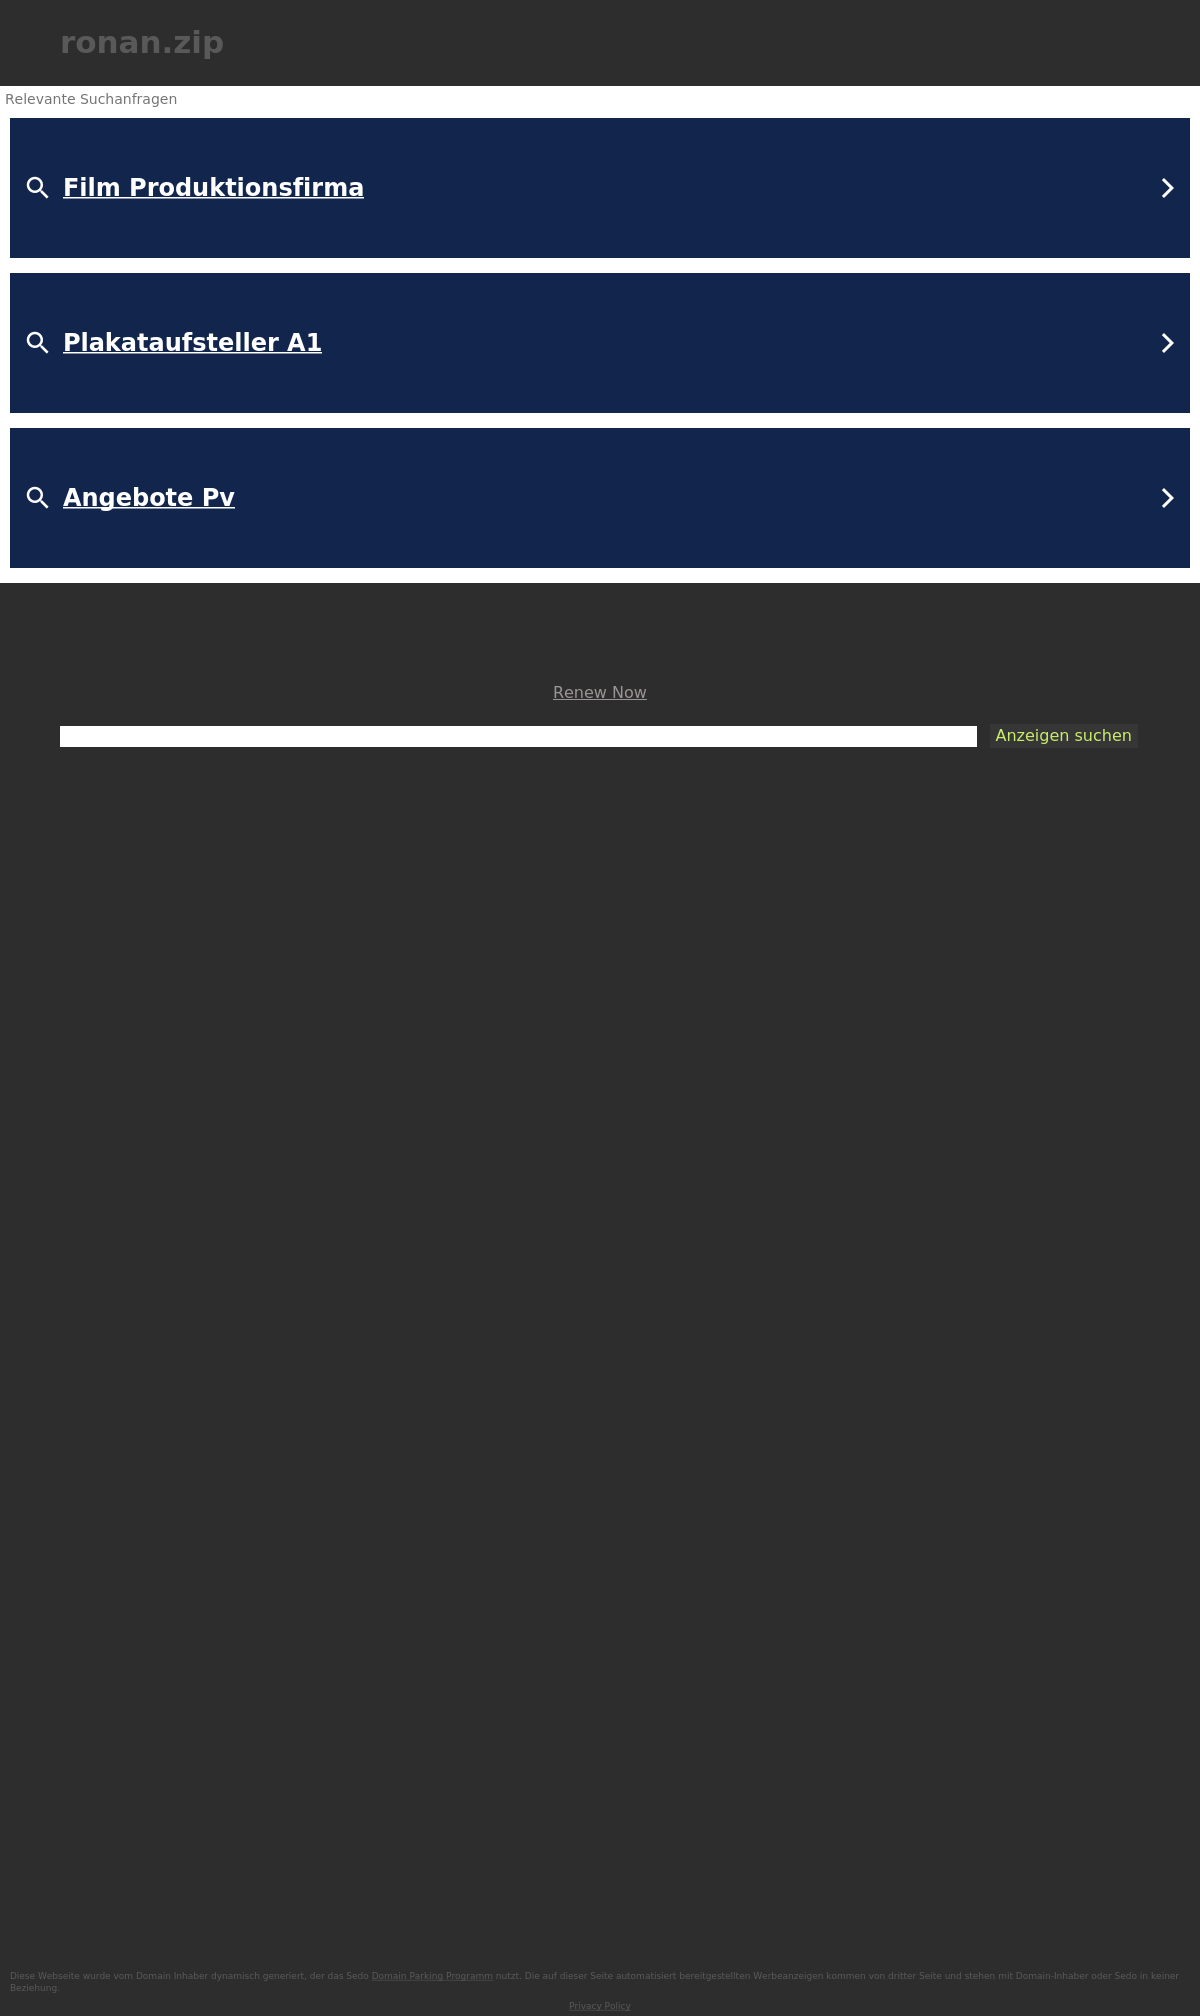 ronan.zip
Relevante Suchanfragen
Film Produktionsfirma
Plakataufsteller A1
Angebote Pv
Renew Now
Anzeigen suchen
Diese Webseite wurde vom Domain Inhaber dynamisch generiert, der das Sedo Domain Parking Programm nutzt. Die auf dieser Seite automatisiert bereitgestellten Werbeanzeigen kommen von dritter Seite und stehen mit Domain-Inhaber oder Sedo in keiner
Beziehung.
Privacy Policy